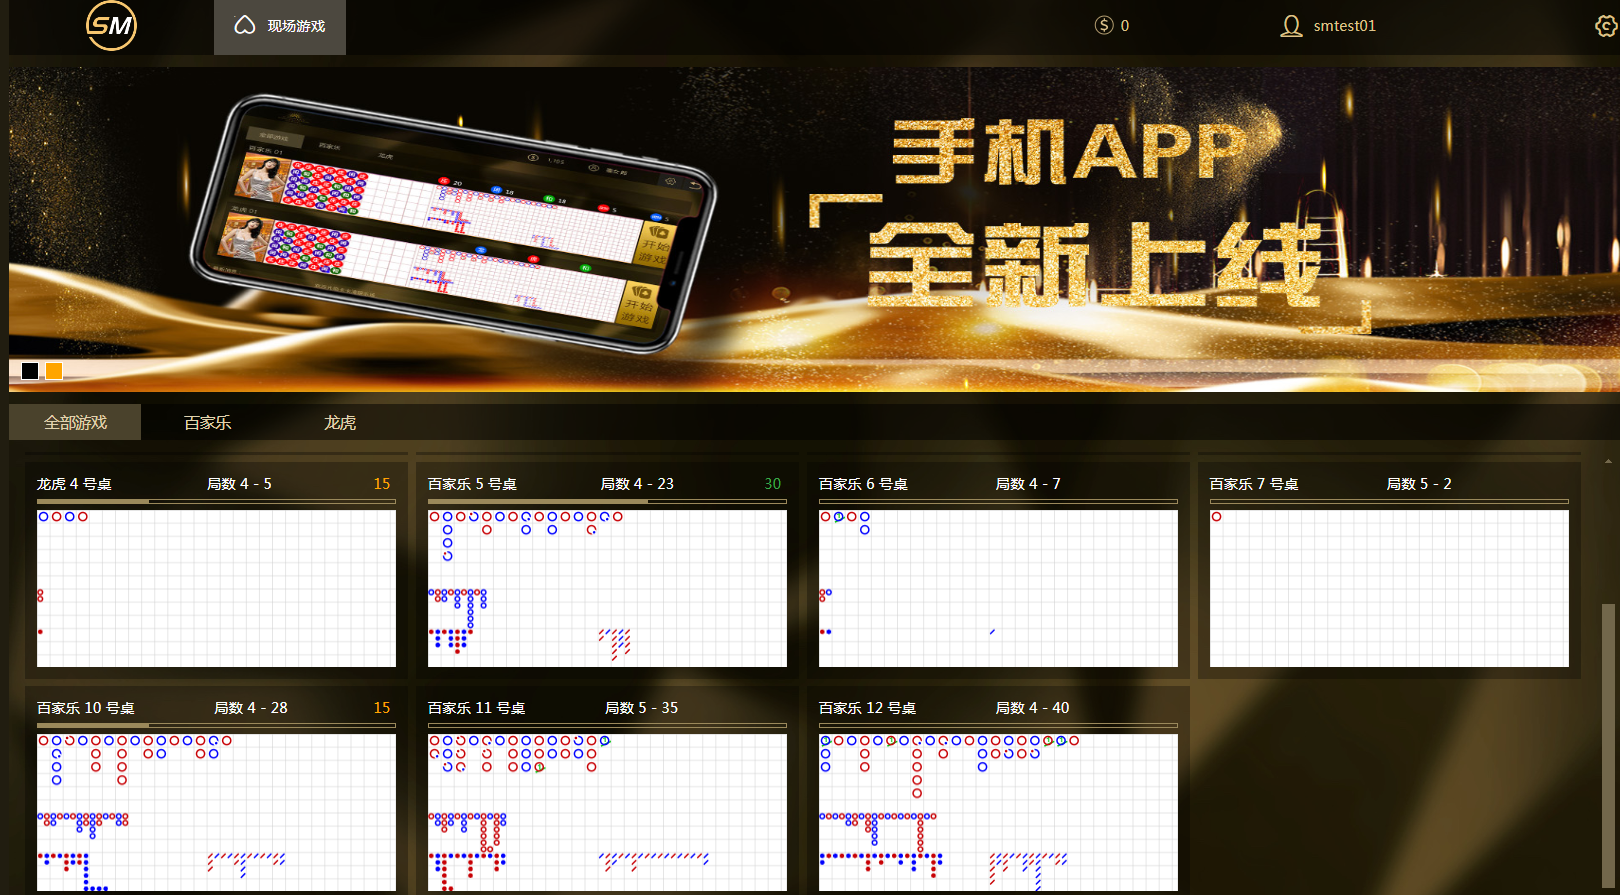 SM
现场游戏
0
smtest01
手机APP
全新上线
全部游戏
百家乐
龙虎
龙虎 4 号桌
局数 4 - 5
15
百家乐 5 号桌
局数 4 - 23
30
百家乐 6 号桌
局数 4 - 7
百家乐 7 号桌
局数 5 - 2
百家乐 10 号桌
局数 4 - 28
15
百家乐 11 号桌
局数 5 - 35
百家乐 12 号桌
局数 4 - 40